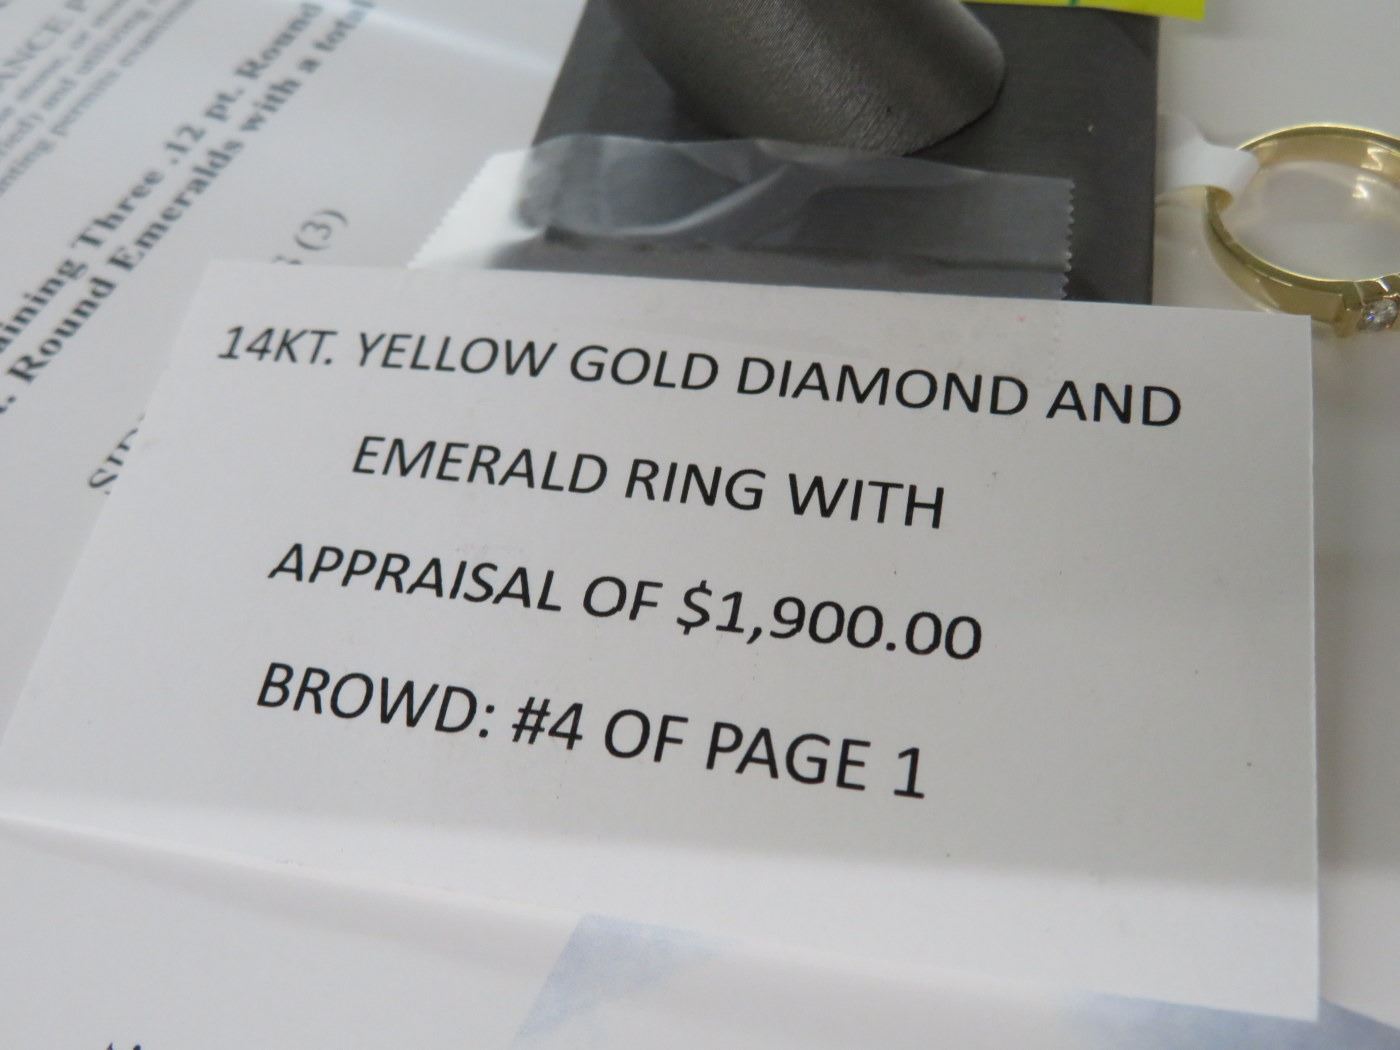 14KT. YELLOW GOLD DIAMOND AND
EMERALD RING WITH
APPRAISAL OF $1,900.00
BROWD: #4 OF PAGE 1
Three .12 pt. Round
Round Emeralds with a total
(3)